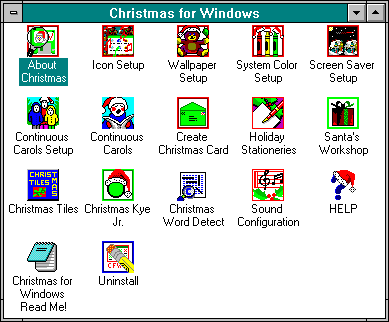 Christmas for Windows
About Christmas
Icon Setup
Wallpaper Setup
System Color Setup
Screen Saver Setup
Continuous Carols Setup
Continuous Carols
Create Christmas Card
Holiday Stationeries
Santa's Workshop
CHRIST MAS TILES
Christmas Tiles
Christmas Kye Jr.
Christmas Word Detect
Sound Configuration
HELP
Christmas for Windows Read Me!
CFW
Uninstall